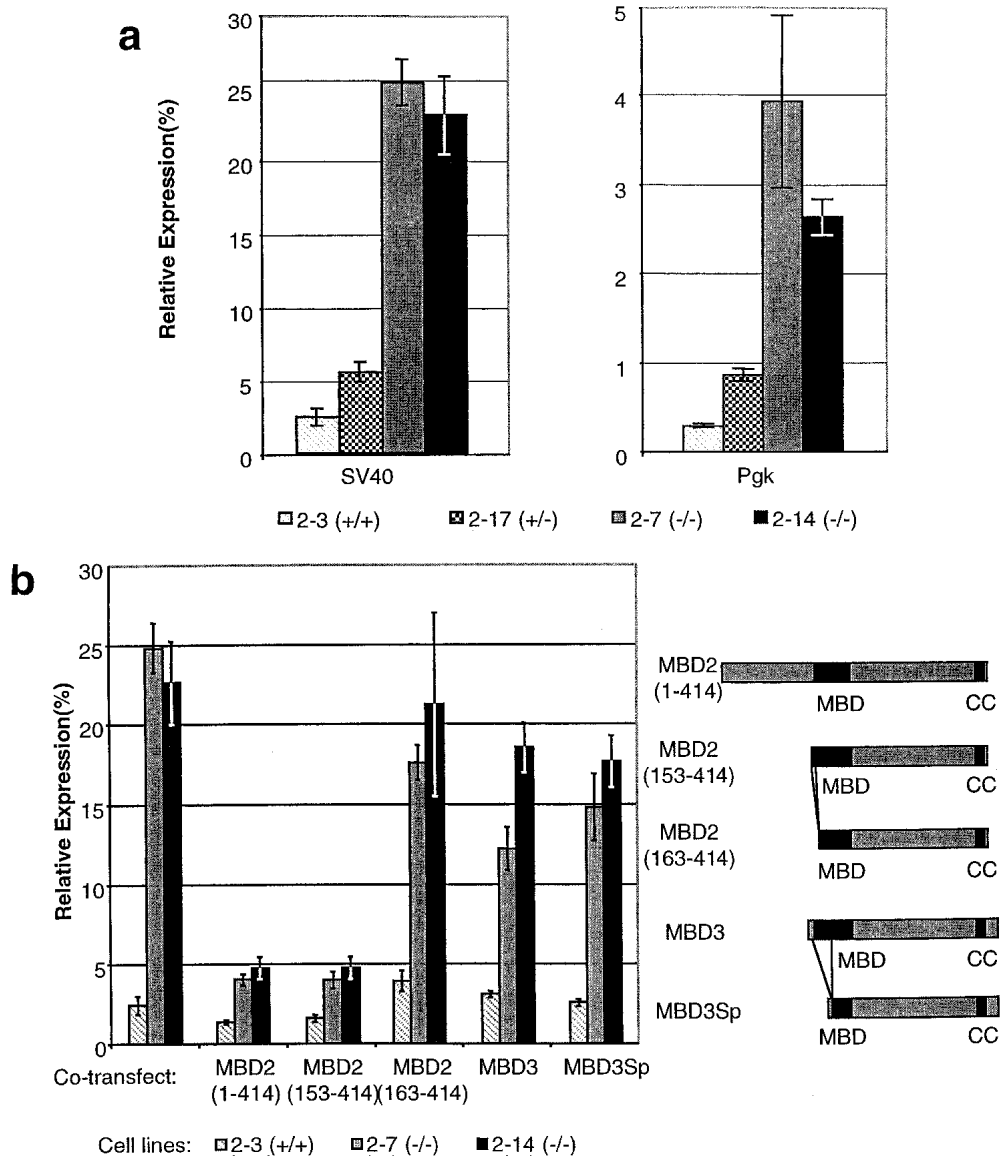 a
Relative Expression(%)
30
25
20
15
10
5
0
SV40
5
4
3
2
1
0
Pgk
2-3 (+/+) 2-17 (+/-) 2-7 (-/-) 2-14 (-/-)
b
Relative Expression(%)
30
25
20
15
10
5
0
Co-transfect: MBD2 MBD2 MBD2 MBD3 MBD3Sp
(1-414) (153-414) (163-414)
Cell lines: 2-3 (+/+) 2-7 (-/-) 2-14 (-/-)
MBD2
(1-414)
MBD CC
MBD2
(153-414)
MBD CC
MBD2
(163-414)
MBD CC
MBD3
MBD CC
MBD3Sp
MBD CC